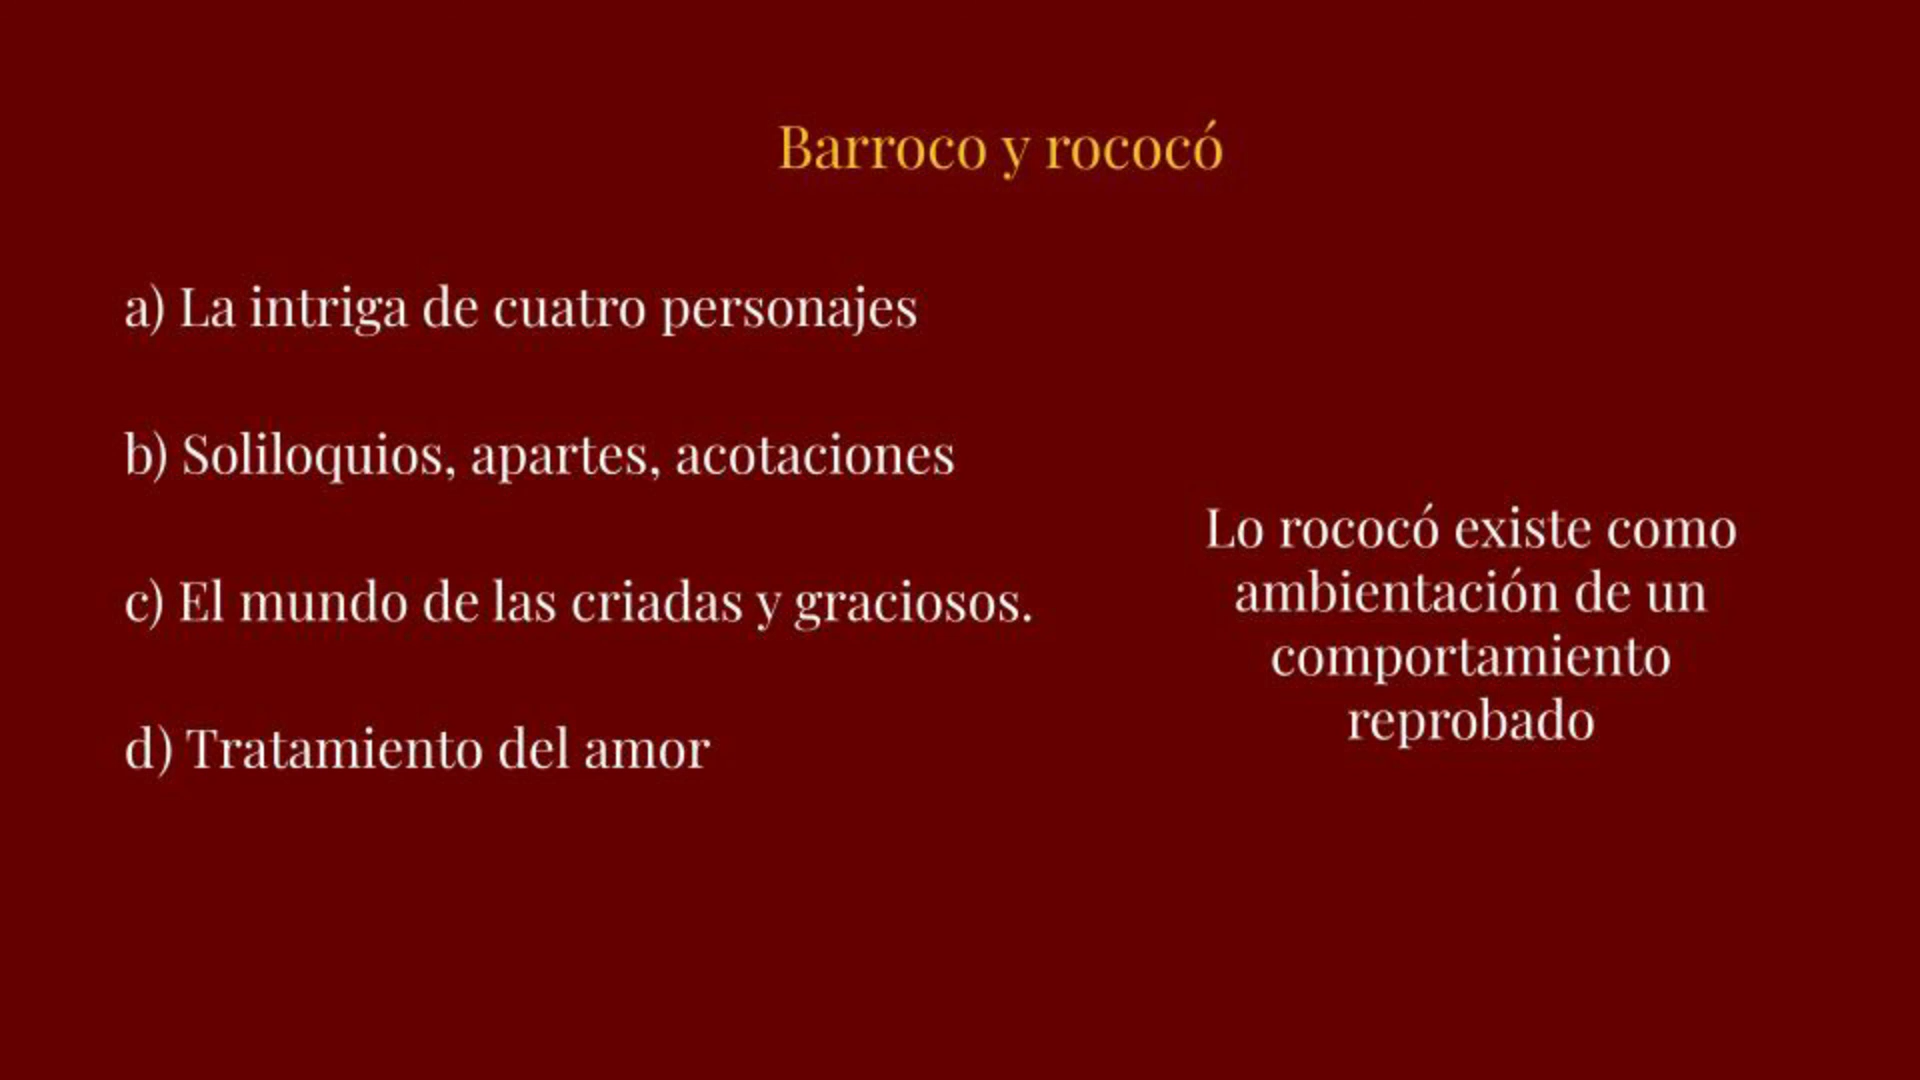 Barroco y rococó
a) La intriga de cuatro personajes
b) Soliloquios, apartes, acotaciones
c) El mundo de las criadas y graciosos.
d) Tratamiento del amor
Lo rococó existe como
ambientación de un
comportamiento
reprobado